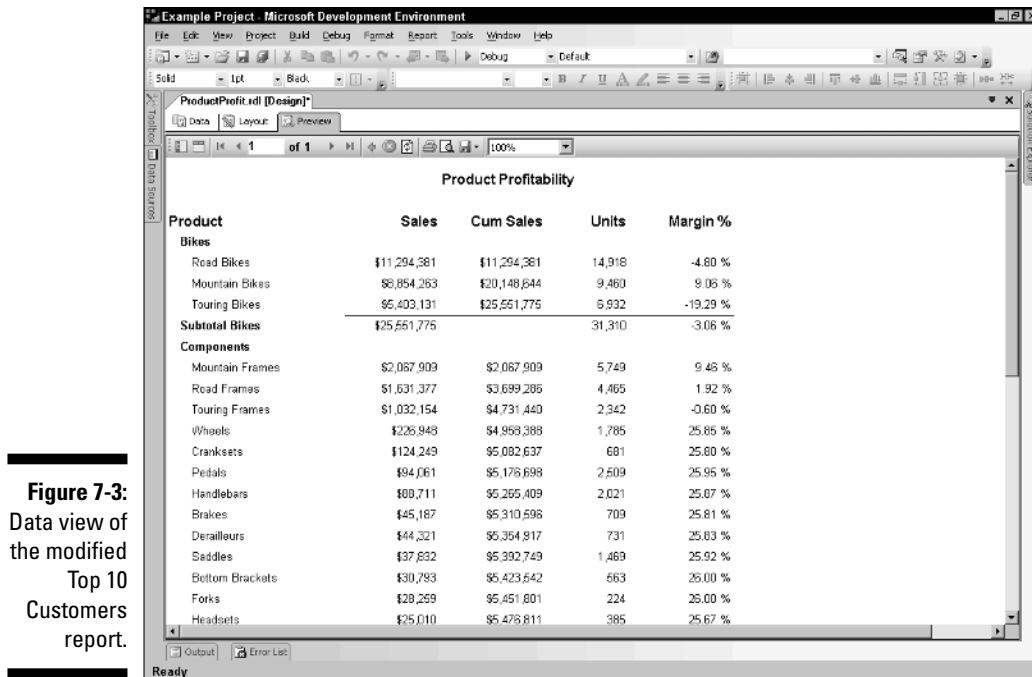 Example Project - Microsoft Development Environment
File Edit View Project Build Debug Format Report Tools Window Help
Debug Default
Solid 1pt Black
B I U A
ProductProfit.rdl [Design]*
Data Layout Preview
1 of 1 100%
Toolbox
Data Sources
Solution Explorer
Product Profitability
Product Sales Cum Sales Units Margin %
Bikes
Road Bikes $11,294,381 $11,294,381 14,918 -4.80 %
Mountain Bikes $8,854,263 $20,148,644 9,460 9.06 %
Touring Bikes $5,403,131 $25,551,775 6,932 -19.29 %
Subtotal Bikes $25,551,775 31,310 -3.06 %
Components
Mountain Frames $2,067,909 $2,067,909 5,749 9.46 %
Road Frames $1,631,377 $3,699,286 4,465 1.92 %
Touring Frames $1,032,154 $4,731,440 2,342 -0.60 %
Wheels $226,948 $4,958,388 1,785 25.85 %
Cranksets $124,249 $5,082,637 681 25.80 %
Pedals $94,061 $5,176,698 2,509 25.95 %
Handlebars $88,711 $5,265,409 2,021 25.87 %
Brakes $45,187 $5,310,596 709 25.81 %
Derailleurs $44,321 $5,354,917 731 25.83 %
Saddles $37,832 $5,392,749 1,469 25.92 %
Bottom Brackets $30,793 $5,423,542 563 26.00 %
Forks $28,259 $5,451,801 224 26.00 %
Headsets $25,010 $5,476,811 385 25.67 %
Output Error List
Ready
Figure 7-3:
Data view of
the modified
Top 10
Customers
report.